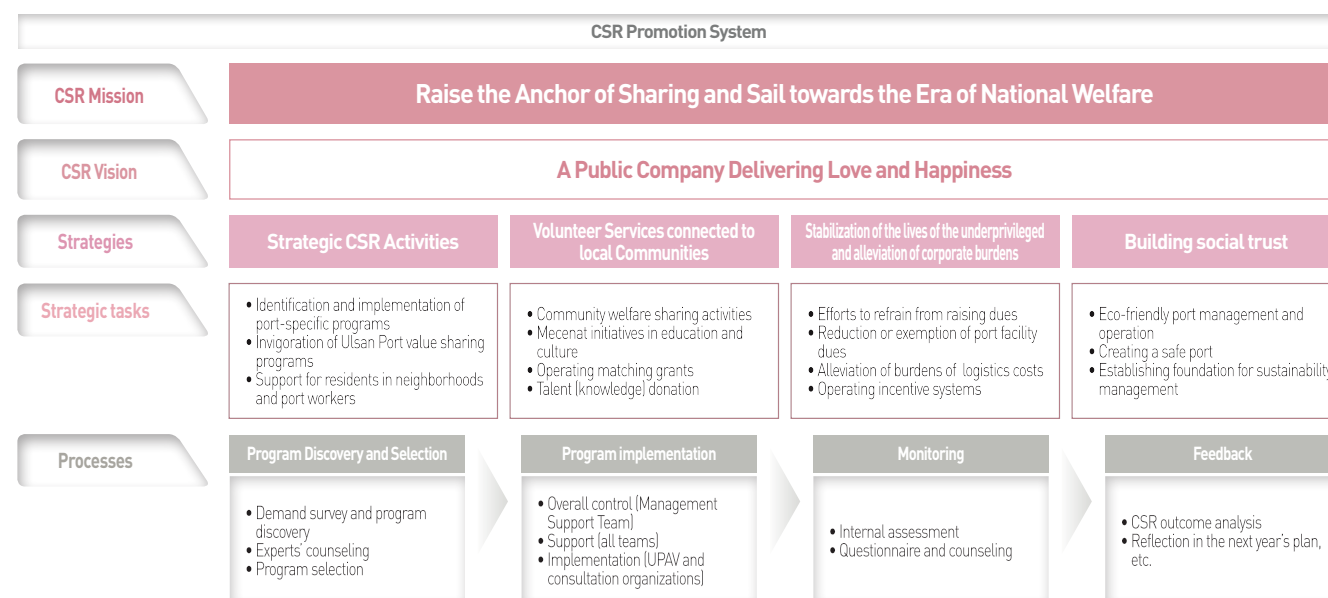 CSR Promotion System
CSR Mission
Raise the Anchor of Sharing and Sail towards the Era of National Welfare
CSR Vision
A Public Company Delivering Love and Happiness
Strategies
Strategic CSR Activities
Volunteer Services connected to
local Communities
Stabilization of the lives of the underprivileged
and alleviation of corporate burdens
Building social trust
Strategic tasks
• Identification and implementation of
port-specific programs
• Invigoration of Ulsan Port value sharing
programs
• Support for residents in neighborhoods
and port workers
• Community welfare sharing activities
• Mecenat initiatives in education and
culture
• Operating matching grants
• Talent (knowledge) donation
• Efforts to refrain from raising dues
• Reduction or exemption of port facility
dues
• Alleviation of burdens of logistics costs
• Operating incentive systems
• Eco-friendly port management and
operation
• Creating a safe port
• Establishing foundation for sustainability
management
Processes
Program Discovery and Selection
• Demand survey and program
discovery
• Experts' counseling
• Program selection
Program implementation
• Overall control (Management
Support Team)
• Support (all teams)
• Implementation (UPAV and
consultation organizations)
Monitoring
• Internal assessment
• Questionnaire and counseling
Feedback
• CSR outcome analysis
• Reflection in the next year's plan,
etc.